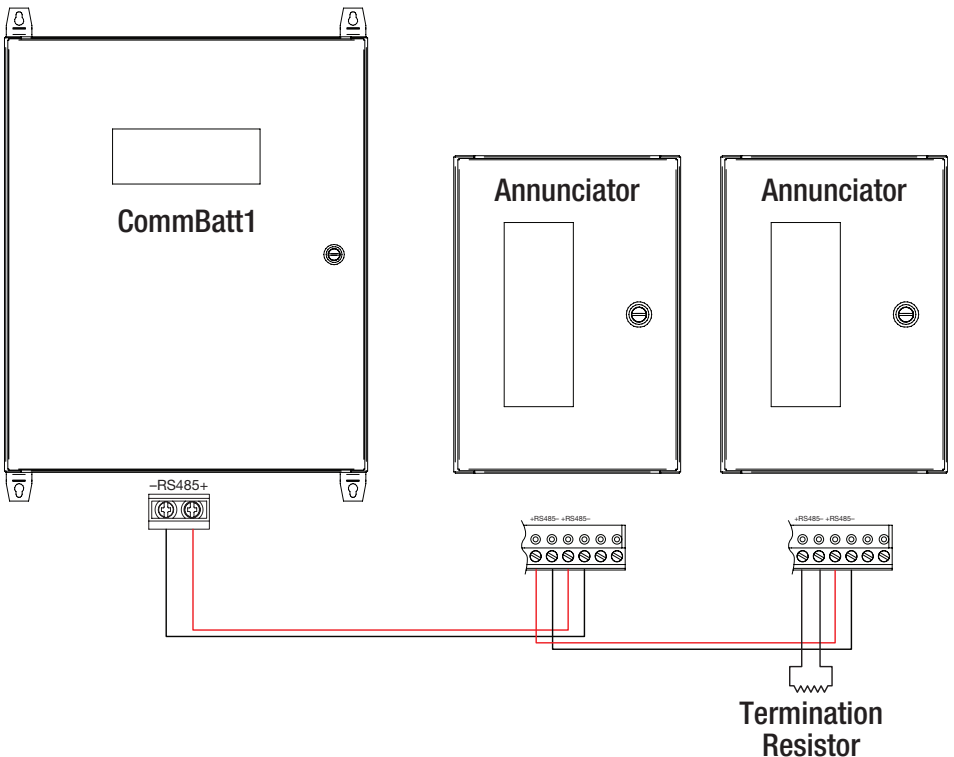 CommBatt1
Annunciator
Annunciator
–RS485+
+RS485– +RS485–
+RS485– +RS485–
Termination
Resistor